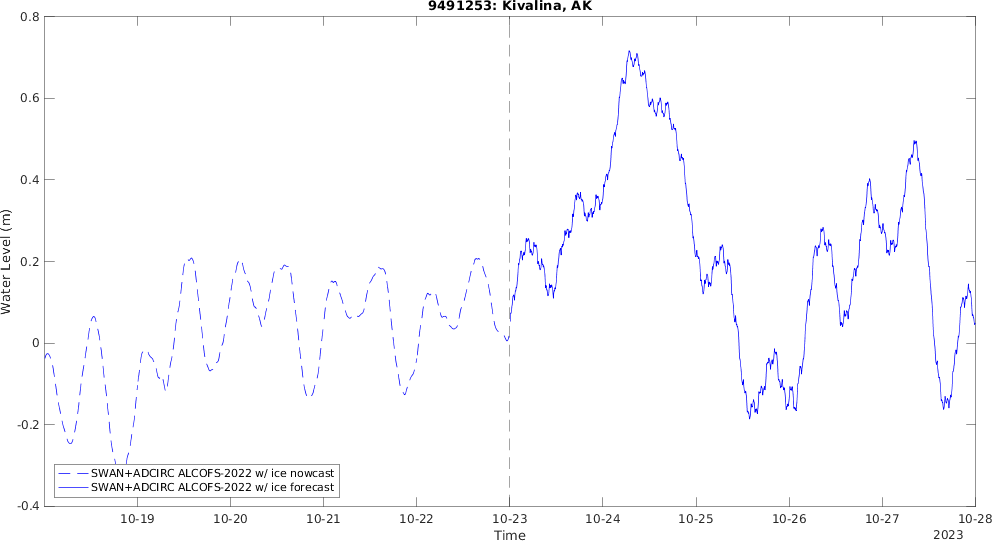 9491253: Kivalina, AK
0.8
0.6
0.4
0.2
0
-0.2
-0.4
Water Level (m)
SWAN+ADCIRC ALCOFS-2022 w/ ice nowcast
SWAN+ADCIRC ALCOFS-2022 w/ ice forecast
10-19 10-20 10-21 10-22 10-23 10-24 10-25 10-26 10-27 10-28
Time
2023